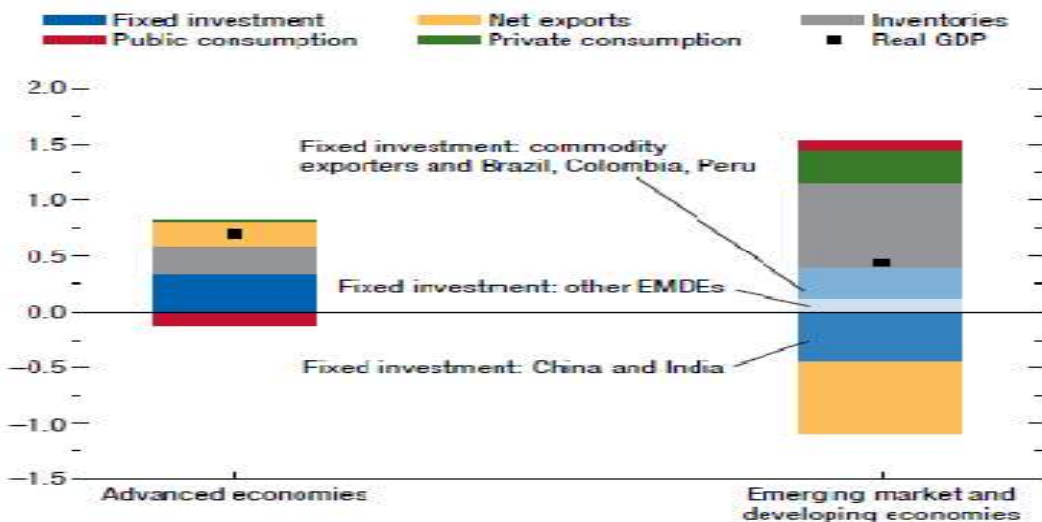 Fixed investment Net exports Inventories
Public consumption Private consumption Real GDP
2.0
1.5
1.0
0.5
0.0
−0.5
−1.0
−1.5
Fixed investment: commodity
exporters and Brazil, Colombia, Peru
Fixed investment: other EMDEs
Fixed investment: China and India
Advanced economies
Emerging market and
developing economies